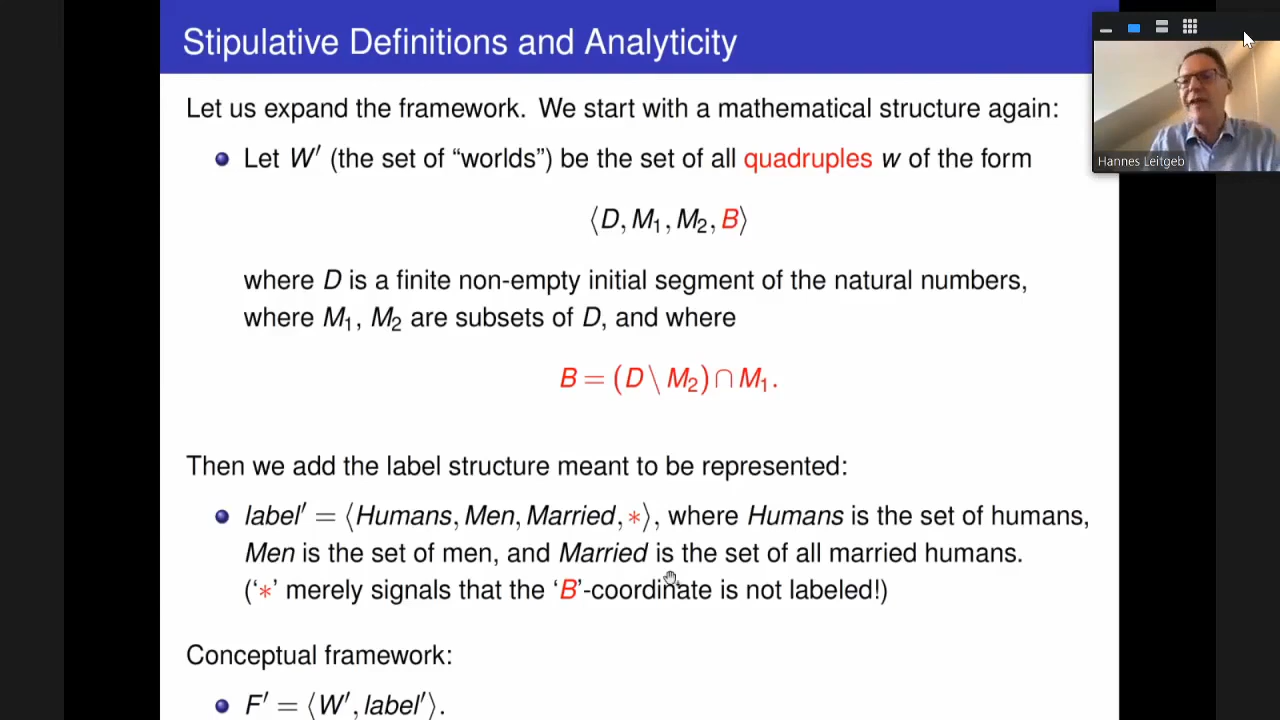 Stipulative Definitions and Analyticity
Let us expand the framework. We start with a mathematical structure again:
Let W′ (the set of “worlds”) be the set of all quadruples w of the form
⟨D, M₁, M₂, B⟩
where D is a finite non-empty initial segment of the natural numbers,
where M₁, M₂ are subsets of D, and where
B = (D \ M₂) ∩ M₁.
Then we add the label structure meant to be represented:
label′ = ⟨Humans, Men, Married, *⟩, where Humans is the set of humans,
Men is the set of men, and Married is the set of all married humans.
(‘*’ merely signals that the ‘B’-coordinate is not labeled!)
Conceptual framework:
F′ = ⟨W′, label′⟩.
Hannes Leitgeb